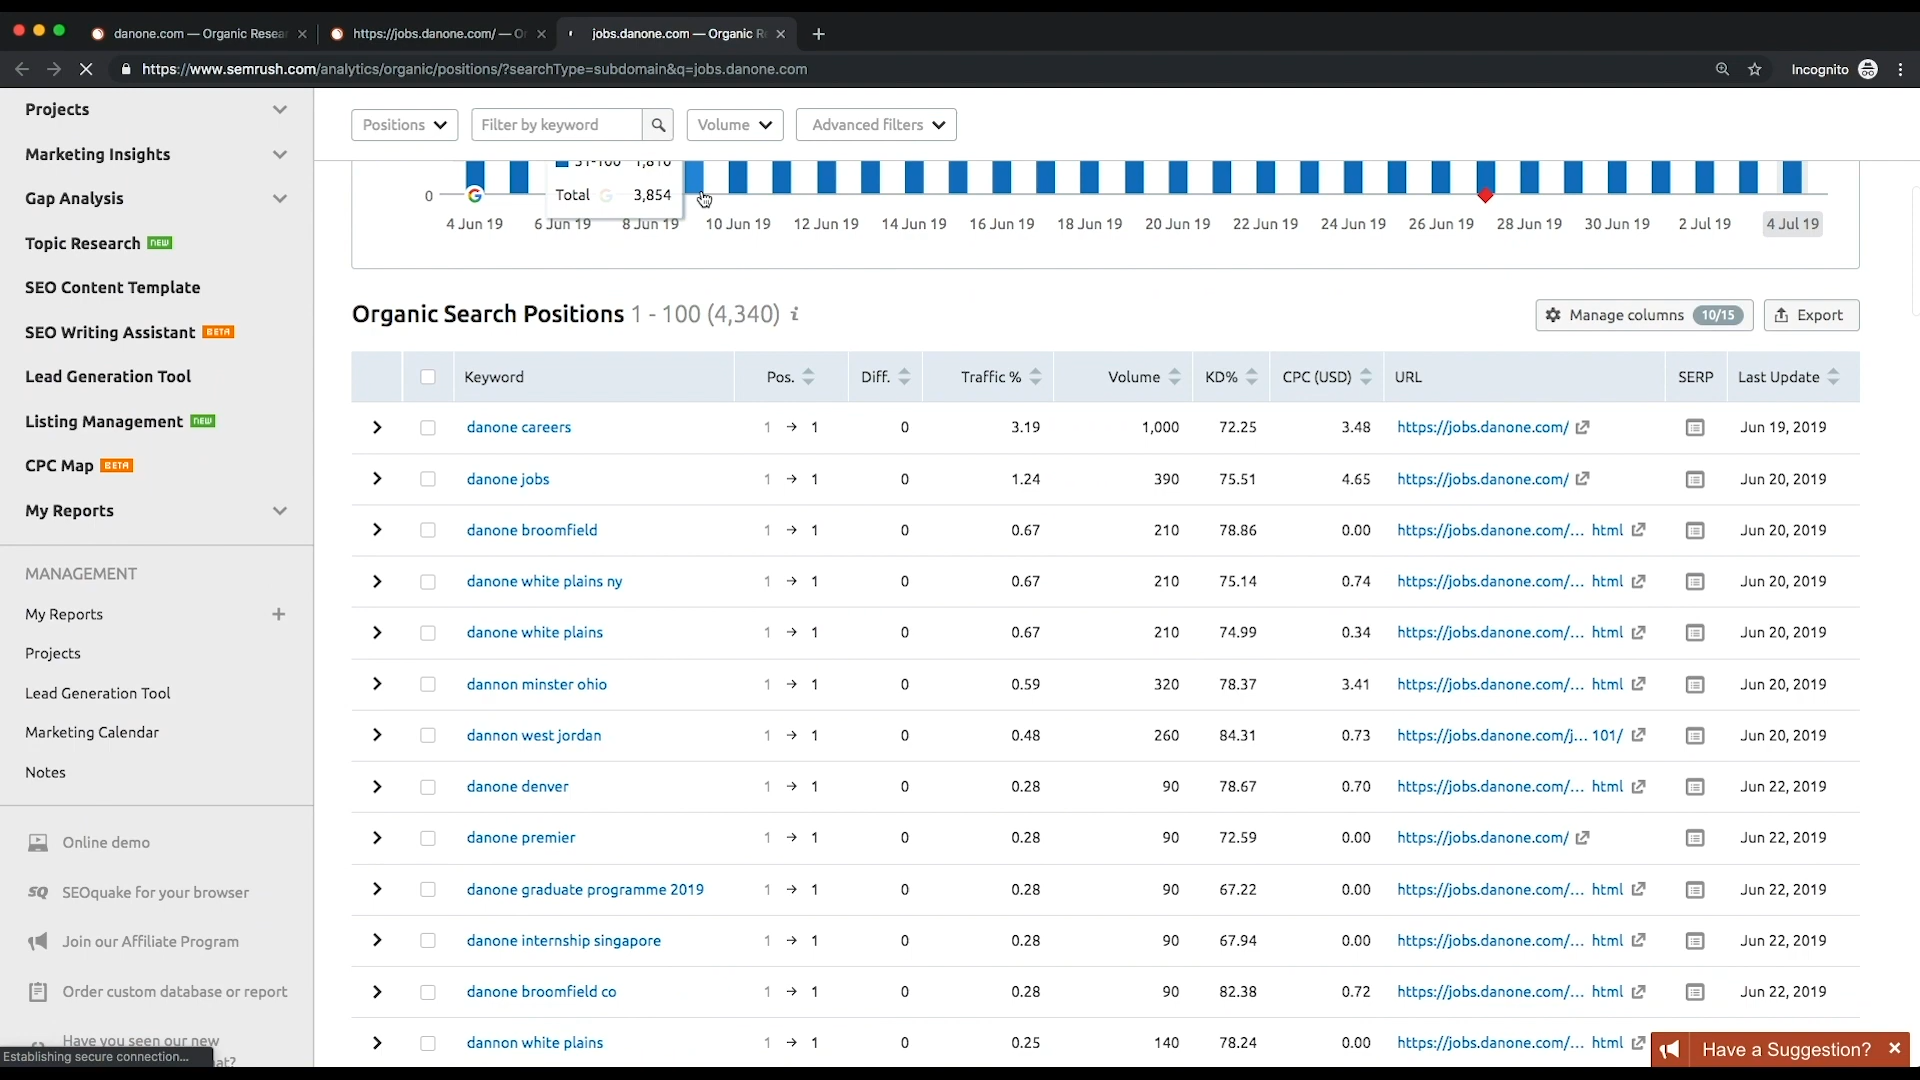 danone.com — Organic Resea
https://jobs.danone.com/ — Or
jobs.danone.com — Organic R
https://www.semrush.com/analytics/organic/positions/?searchType=subdomain&q=jobs.danone.com
Incognito
Projects
Marketing Insights
Gap Analysis
Topic Research NEW
SEO Content Template
SEO Writing Assistant BETA
Lead Generation Tool
Listing Management NEW
CPC Map BETA
My Reports
MANAGEMENT
My Reports +
Projects
Lead Generation Tool
Marketing Calendar
Notes
Online demo
SQ SEOquake for your browser
Join our Affiliate Program
Order custom database or report
Have you seen our new
at?
Establishing secure connection...
Positions Filter by keyword Volume Advanced filters
51-100 1,810
Total 3,854
0
4 Jun 19 6 Jun 19 8 Jun 19 10 Jun 19 12 Jun 19 14 Jun 19 16 Jun 19 18 Jun 19 20 Jun 19 22 Jun 19 24 Jun 19 26 Jun 19 28 Jun 19 30 Jun 19 2 Jul 19 4 Jul 19
Organic Search Positions 1 - 100 (4,340) i
Manage columns 10/15 Export
Keyword Pos. Diff. Traffic % Volume KD% CPC (USD) URL SERP Last Update
danone careers 1 → 1 0 3.19 1,000 72.25 3.48 https://jobs.danone.com/ Jun 19, 2019
danone jobs 1 → 1 0 1.24 390 75.51 4.65 https://jobs.danone.com/ Jun 20, 2019
danone broomfield 1 → 1 0 0.67 210 78.86 0.00 https://jobs.danone.com/... html Jun 20, 2019
danone white plains ny 1 → 1 0 0.67 210 75.14 0.74 https://jobs.danone.com/... html Jun 20, 2019
danone white plains 1 → 1 0 0.67 210 74.99 0.34 https://jobs.danone.com/... html Jun 20, 2019
dannon minster ohio 1 → 1 0 0.59 320 78.37 3.41 https://jobs.danone.com/... html Jun 20, 2019
dannon west jordan 1 → 1 0 0.48 260 84.31 0.73 https://jobs.danone.com/j... 101/ Jun 20, 2019
danone denver 1 → 1 0 0.28 90 78.67 0.70 https://jobs.danone.com/... html Jun 22, 2019
danone premier 1 → 1 0 0.28 90 72.59 0.00 https://jobs.danone.com/ Jun 22, 2019
danone graduate programme 2019 1 → 1 0 0.28 90 67.22 0.00 https://jobs.danone.com/... html Jun 22, 2019
danone internship singapore 1 → 1 0 0.28 90 67.94 0.00 https://jobs.danone.com/... html Jun 22, 2019
danone broomfield co 1 → 1 0 0.28 90 82.38 0.72 https://jobs.danone.com/... html Jun 22, 2019
dannon white plains 1 → 1 0 0.25 140 78.24 0.00 https://jobs.danone.com/... html
Have a Suggestion? ×